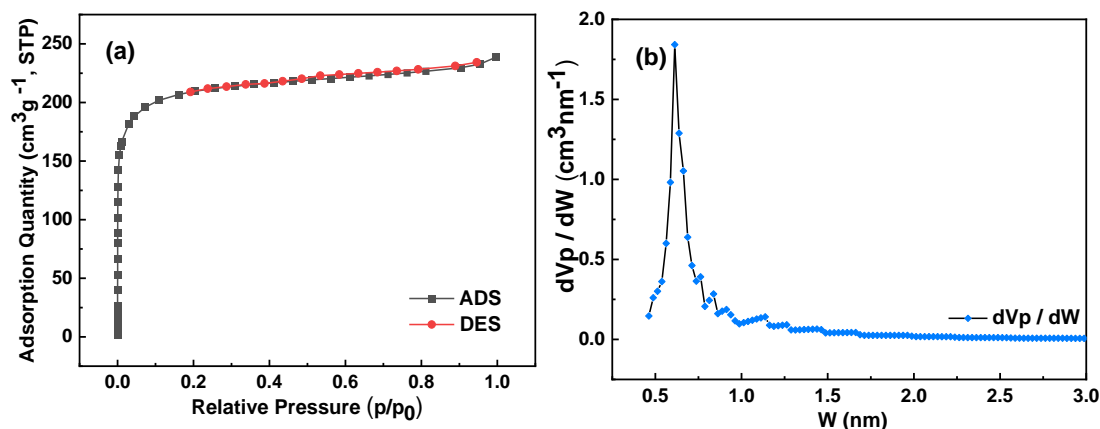 (a)
250
200
150
100
50
0
Adsorption Quantity (cm³g⁻¹, STP)
ADS
DES
0.0 0.2 0.4 0.6 0.8 1.0
Relative Pressure (p/p₀)
(b)
2.0
1.5
1.0
0.5
0.0
dVp / dW (cm³nm⁻¹)
dVp / dW
0.5 1.0 1.5 2.0 2.5 3.0
W (nm)